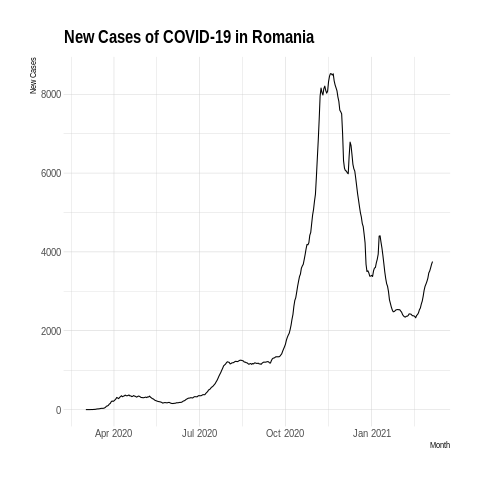 New Cases of COVID-19 in Romania
New Cases
8000
6000
4000
2000
0
Apr 2020 Jul 2020 Oct 2020 Jan 2021
Month